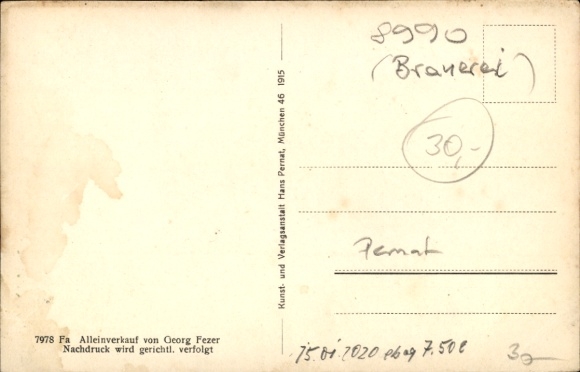 8990
(Brauerei)
30,-
Kunst- und Verlagsanstalt Hans Pernat, München 46 1915
Pernat
7978 Fa Alleinverkauf von Georg Fezer
Nachdruck wird gerichtl. verfolgt
15.01.2020 ebay 7.50€